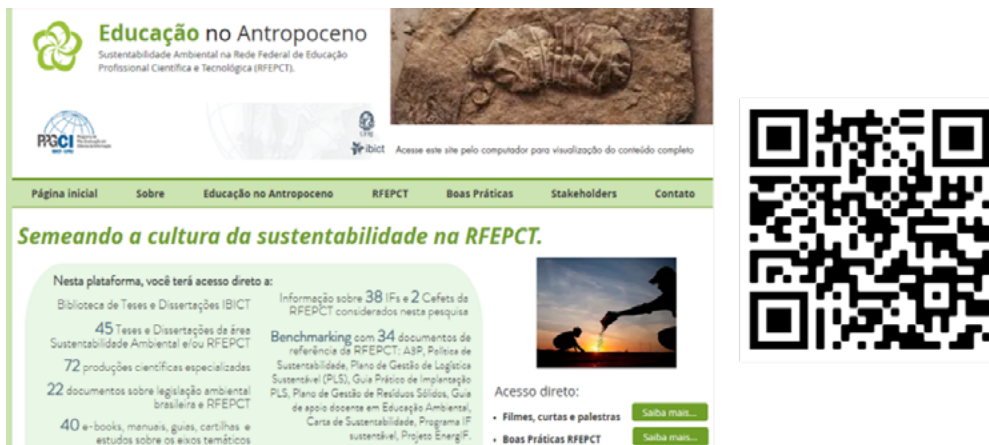 Educação no Antropoceno
Sustentabilidade Ambiental na Rede Federal de Educação
Profissional Científica e Tecnológica (RFEPCT).
PPGCI
UFRJ
ibict
Acesse este site pelo computador para visualização do conteúdo completo
Página inicial Sobre Educação no Antropoceno RFEPCT Boas Práticas Stakeholders Contato
Semeando a cultura da sustentabilidade na RFEPCT.
Nesta plataforma, você terá acesso direto a:
Biblioteca de Teses e Dissertações IBICT
45 Teses e Dissertações da área
Sustentabilidade Ambiental e/ou RFEPCT
72 produções científicas especializadas
22 documentos sobre legislação ambiental
brasileira e RFEPCT
40 e-books, manuais, guias, cartilhas e
estudos sobre os eixos temáticos
Informação sobre 38 IFs e 2 Cefets da
RFEPCT considerados nesta pesquisa
Benchmarking com 34 documentos de
referência da RFEPCT: A3P, Política de
Sustentabilidade, Plano de Gestão de Logística
Sustentável (PLS), Guia Prático de Implantação
PLS, Plano de Gestão de Resíduos Sólidos, Guia
de apoio docente em Educação Ambiental,
Carta de Sustentabilidade, Programa IF
sustentável, Projeto EnergIF.
Acesso direto:
• Filmes, curtas e palestras Saiba mais...
• Boas Práticas RFEPCT Saiba mais...